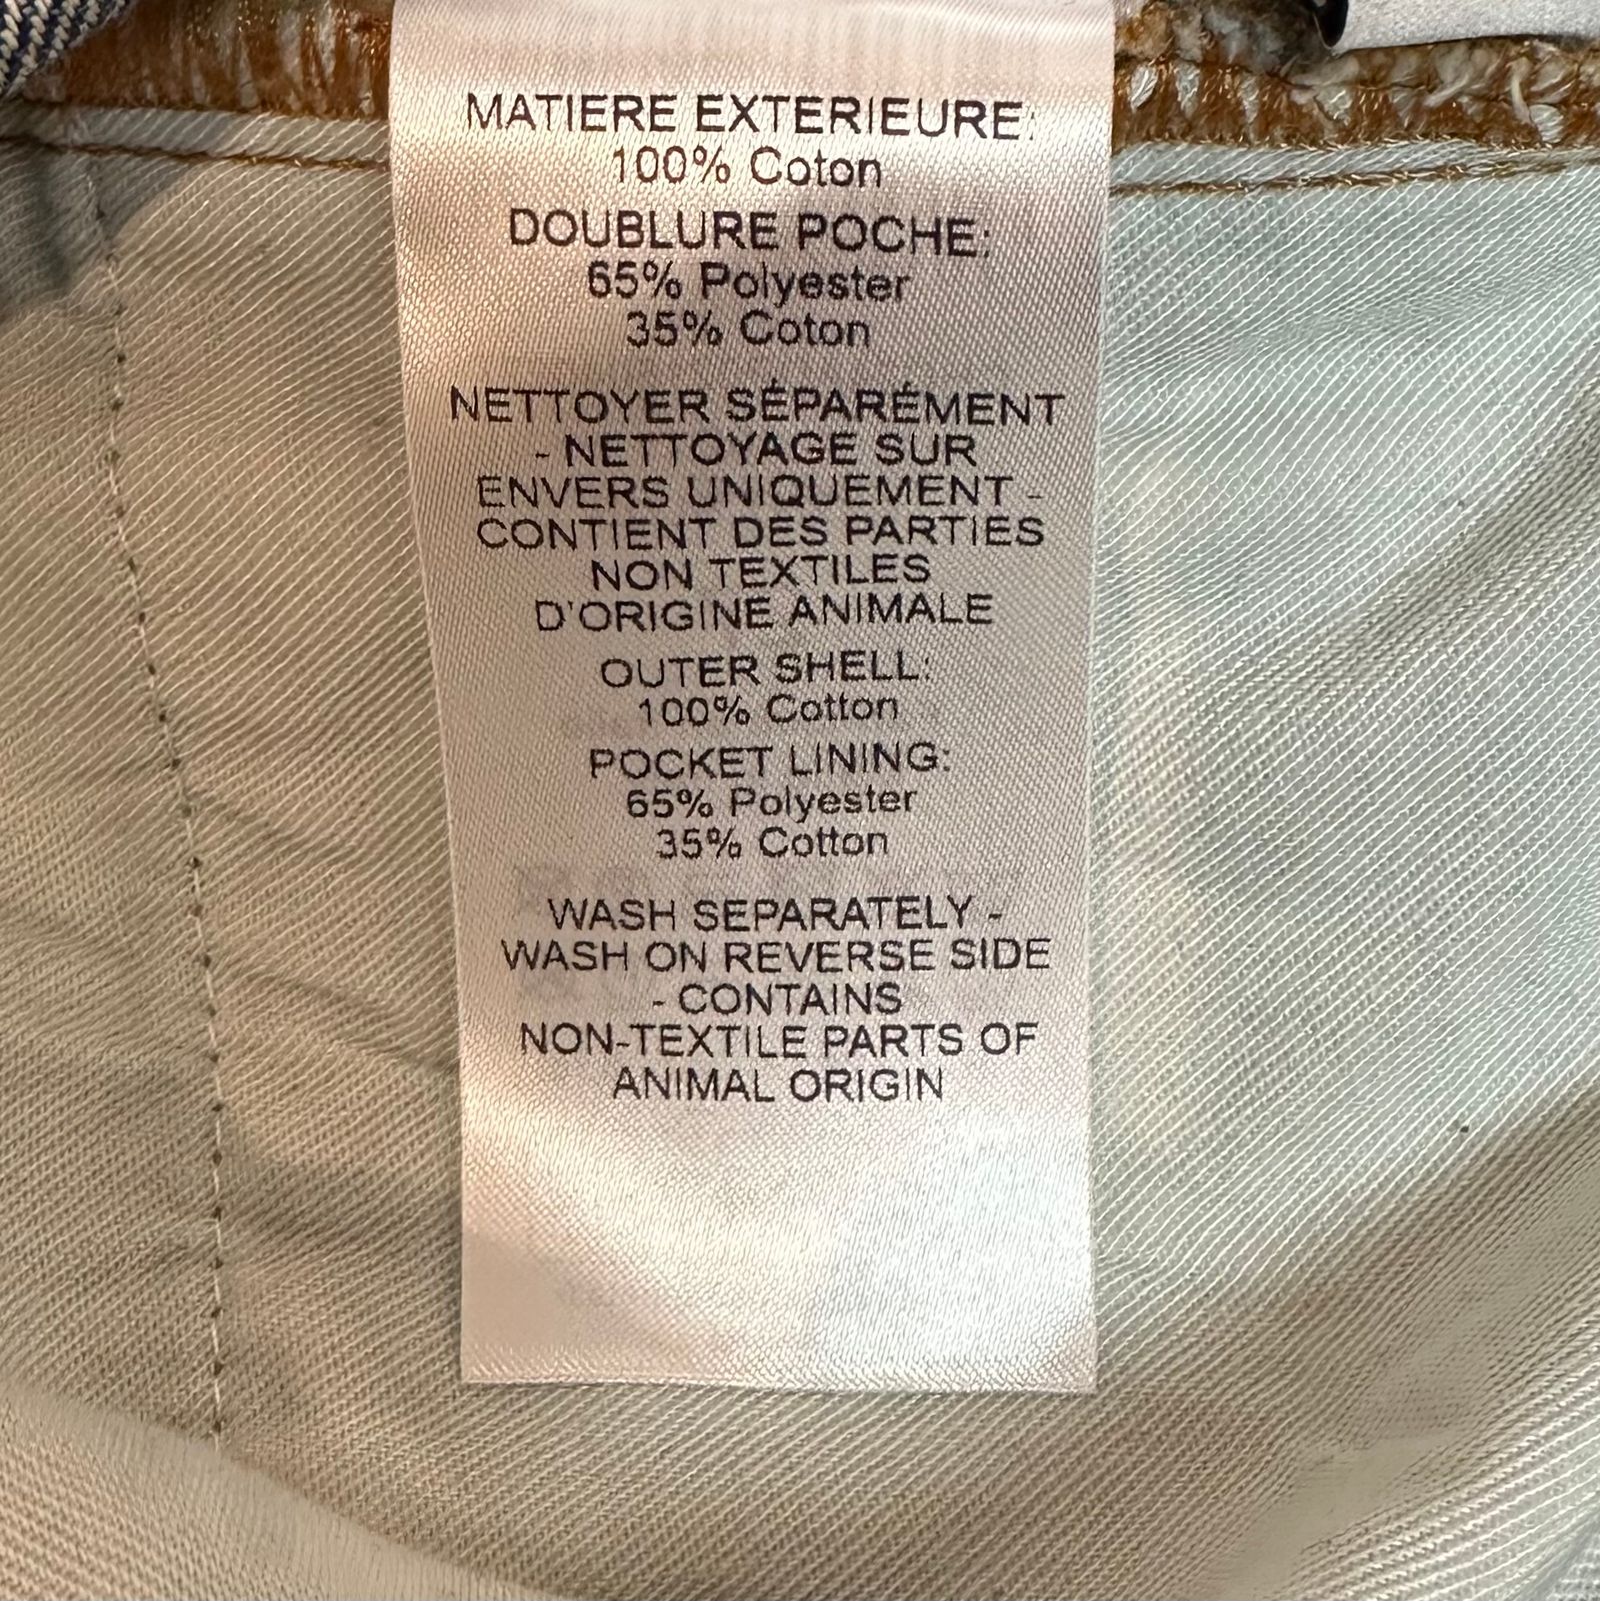 MATIERE EXTERIEURE:
100% Coton
DOUBLURE POCHE:
65% Polyester
35% Coton
NETTOYER SÉPARÉMENT
- NETTOYAGE SUR
ENVERS UNIQUEMENT -
CONTIENT DES PARTIES
NON TEXTILES
D'ORIGINE ANIMALE
OUTER SHELL:
100% Cotton
POCKET LINING:
65% Polyester
35% Cotton
WASH SEPARATELY -
WASH ON REVERSE SIDE
- CONTAINS
NON-TEXTILE PARTS OF
ANIMAL ORIGIN